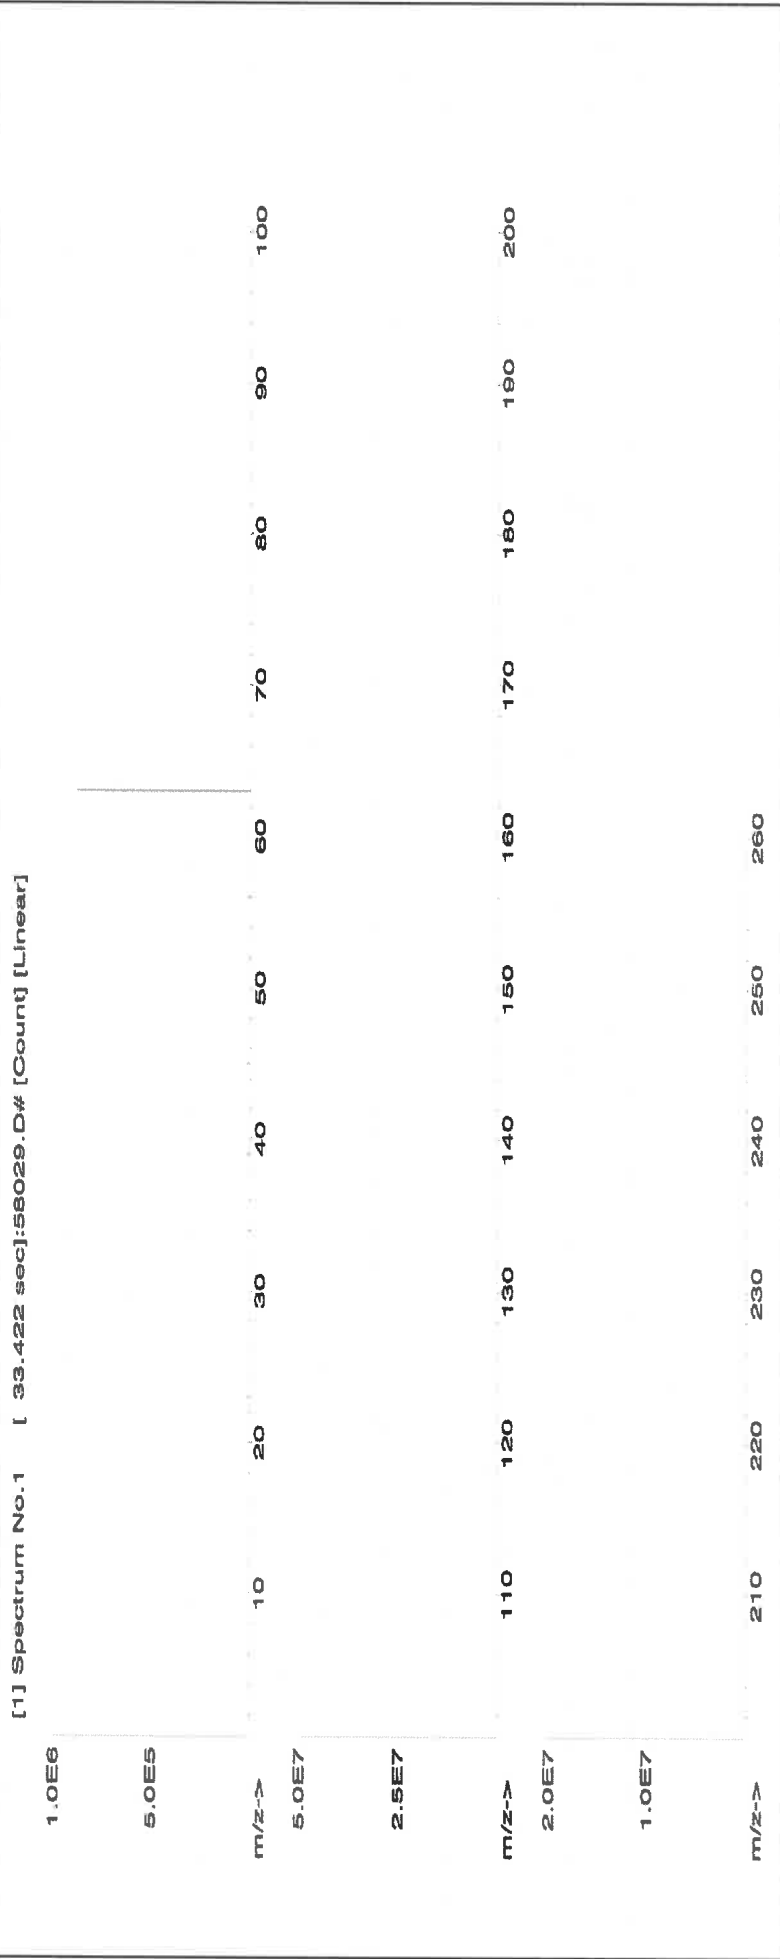 [1] Spectrum No.1 [ 33.422 sec]:58029.D# [Count] [Linear]
1.0E6
5.0E5
m/z-> 10 20 30 40 50 60 70 80 90 100
5.0E7
2.5E7
m/z-> 110 120 130 140 150 160 170 180 190 200
2.0E7
1.0E7
m/z-> 210 220 230 240 250 260